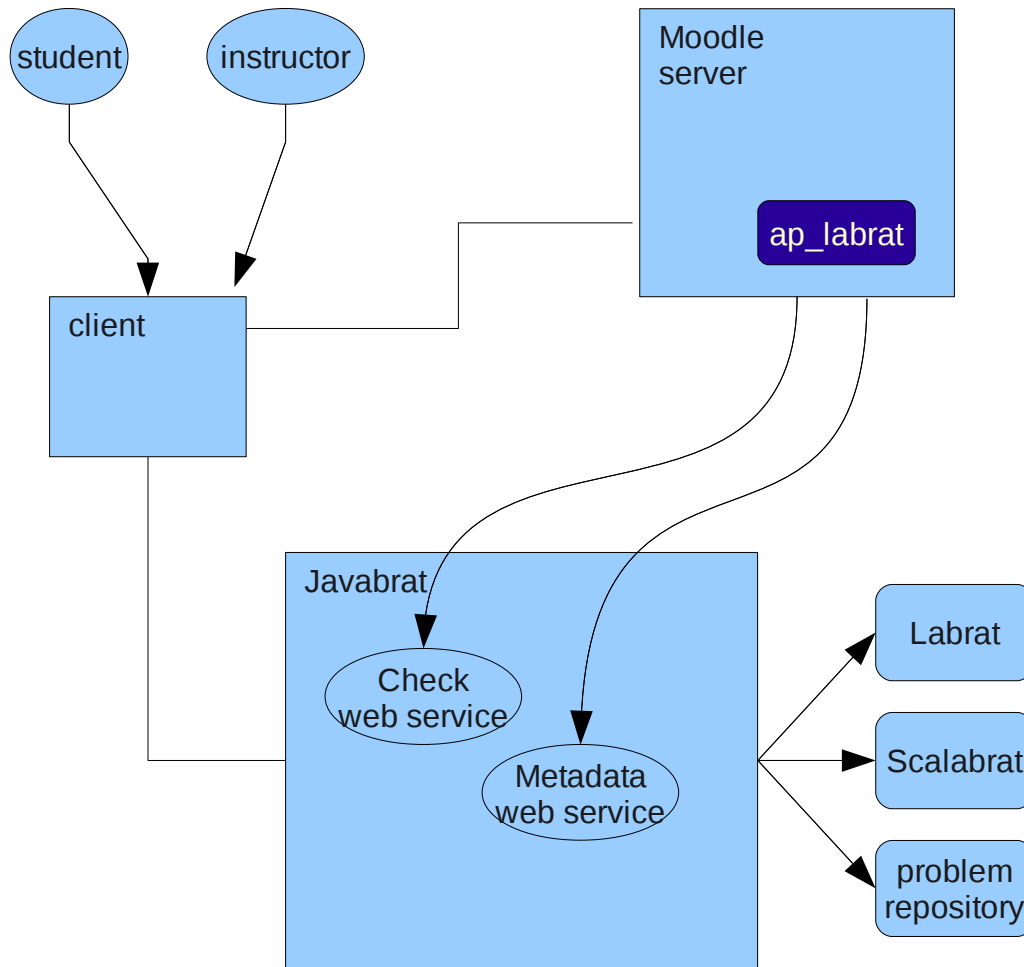 student
instructor
Moodle
server
ap_labrat
client
Javabrat
Check
web service
Metadata
web service
Labrat
Scalabrat
problem
repository